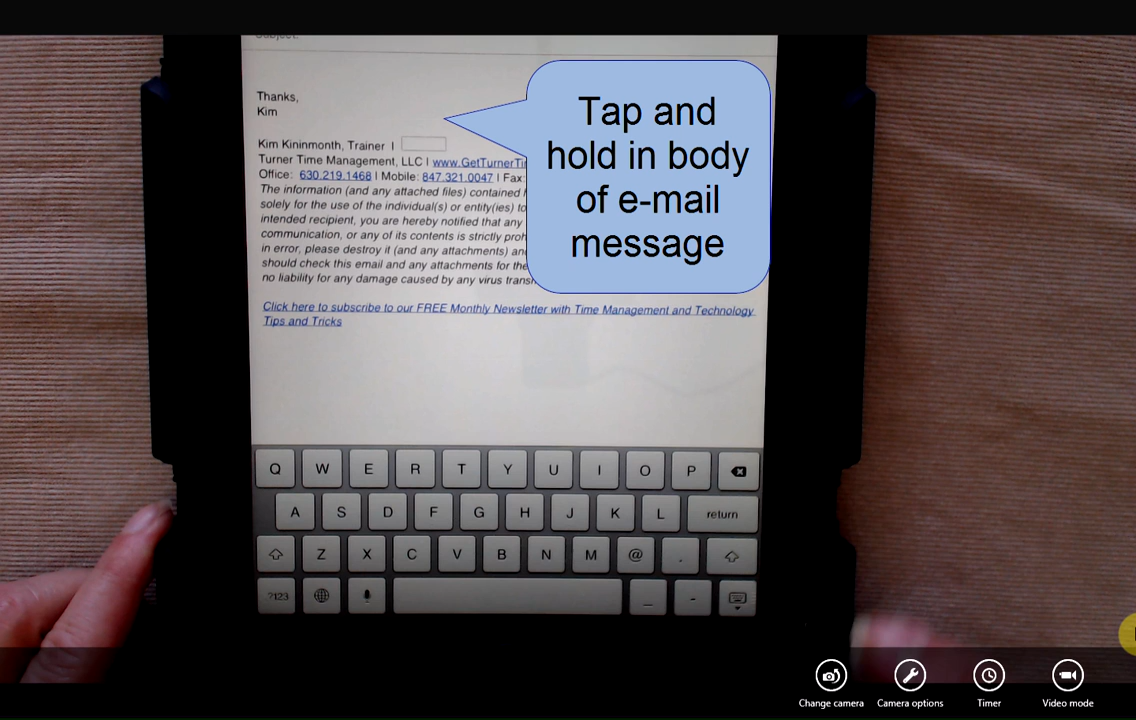 Subject:
Thanks,
Kim
Kim Kininmonth, Trainer |
Turner Time Management, LLC | www.GetTurnerTi
Office: 630.219.1468 | Mobile: 847.321.0047 | Fax:
The information (and any attached files) contained
solely for the use of the individual(s) or entity(ies) to
intended recipient, you are hereby notified that any
communication, or any of its contents is strictly proh
in error, please destroy it (and any attachments) and
should check this email and any attachments for the
no liability for any damage caused by any virus trans
Click here to subscribe to our FREE Monthly Newsletter with Time Management and Technology
Tips and Tricks
Tap and
hold in body
of e-mail
message
Q W E R T Y U I O P
A S D F G H J K L return
Z X C V B N M @ .
.?123 _ -
Change camera Camera options Timer Video mode